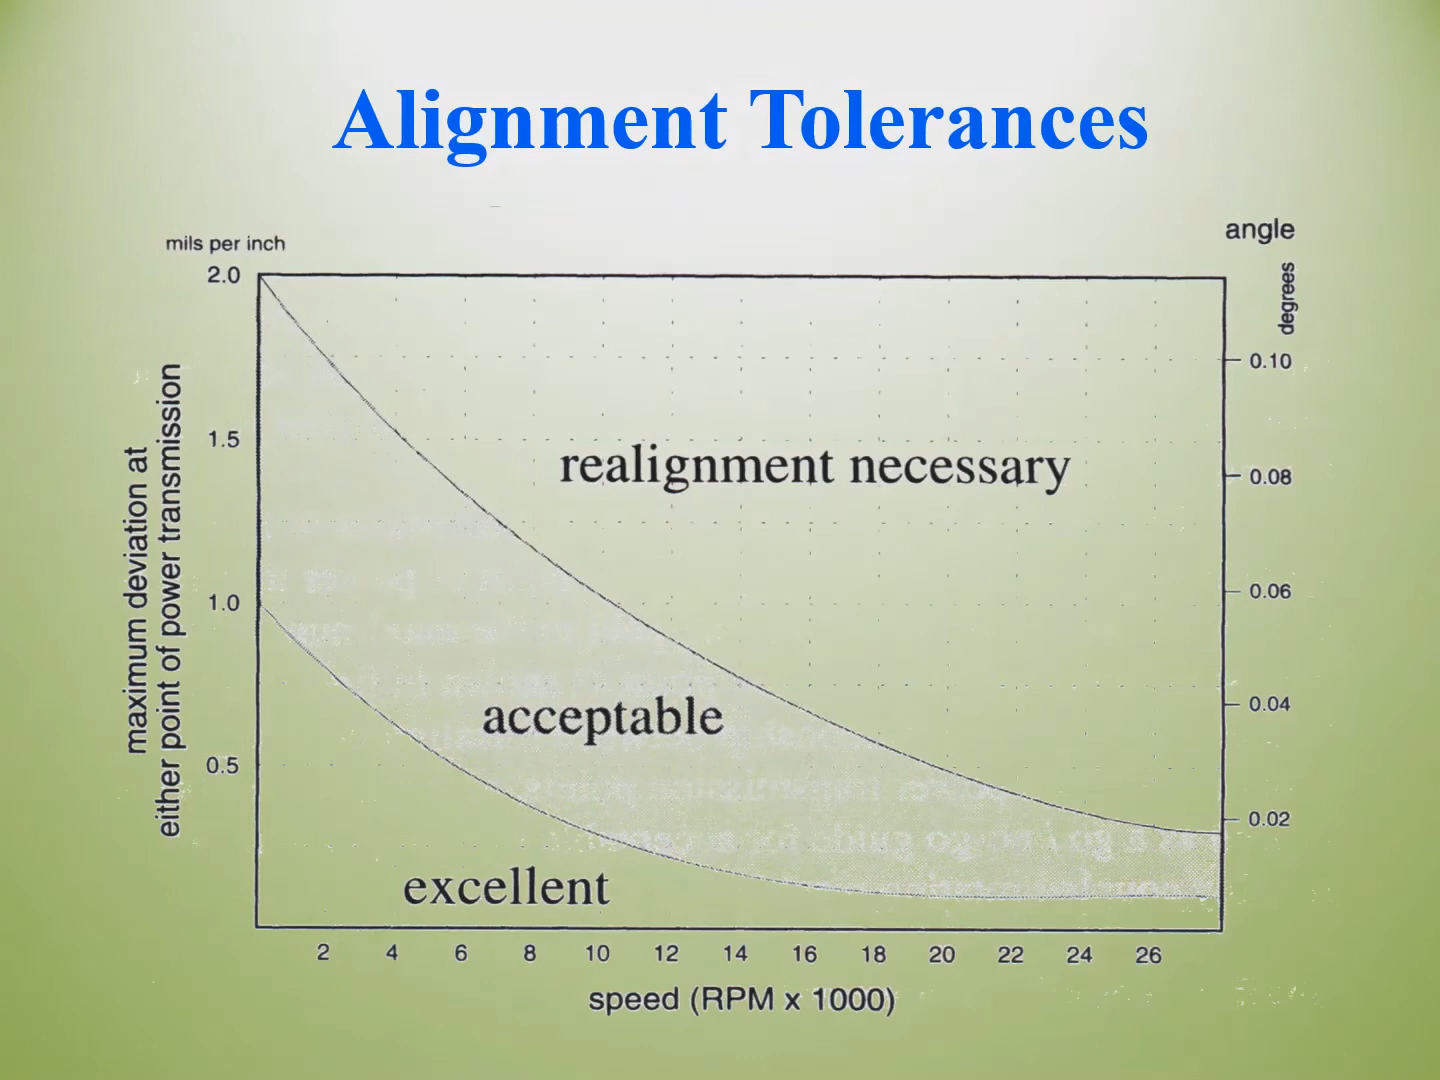 Alignment Tolerances
mils per inch
angle
degrees
2.0
1.5
1.0
0.5
0.10
0.08
0.06
0.04
0.02
maximum deviation at
either point of power transmission
realignment necessary
acceptable
excellent
2 4 6 8 10 12 14 16 18 20 22 24 26
speed (RPM x 1000)